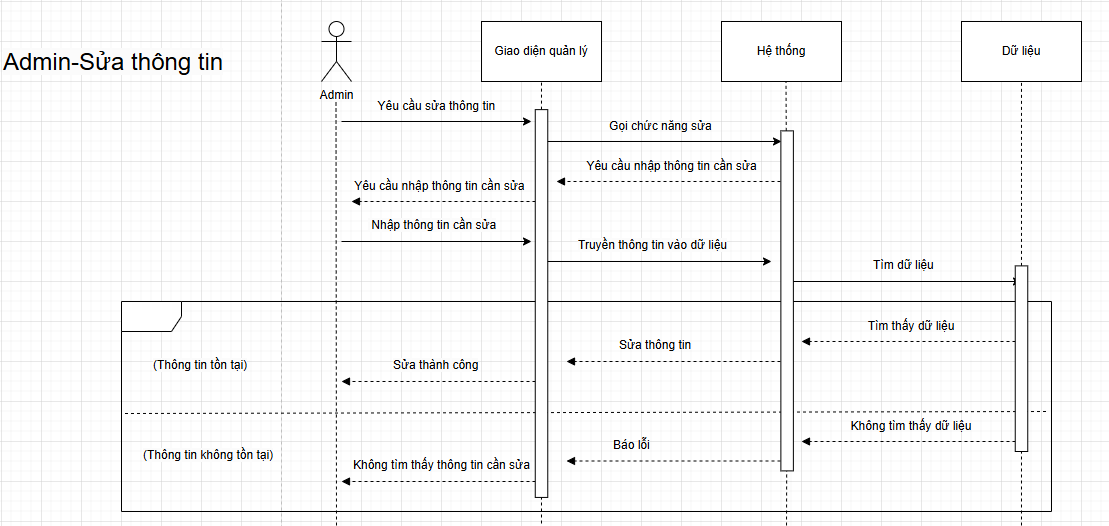 Admin-Sửa thông tin
Admin
Giao diện quản lý
Hệ thống
Dữ liệu
Yêu cầu sửa thông tin
Gọi chức năng sửa
Yêu cầu nhập thông tin cần sửa
Yêu cầu nhập thông tin cần sửa
Nhập thông tin cần sửa
Truyền thông tin vào dữ liệu
Tìm dữ liệu
Tìm thấy dữ liệu
Sửa thông tin
(Thông tin tồn tại)
Sửa thành công
Không tìm thấy dữ liệu
Báo lỗi
(Thông tin không tồn tại)
Không tìm thấy thông tin cần sửa